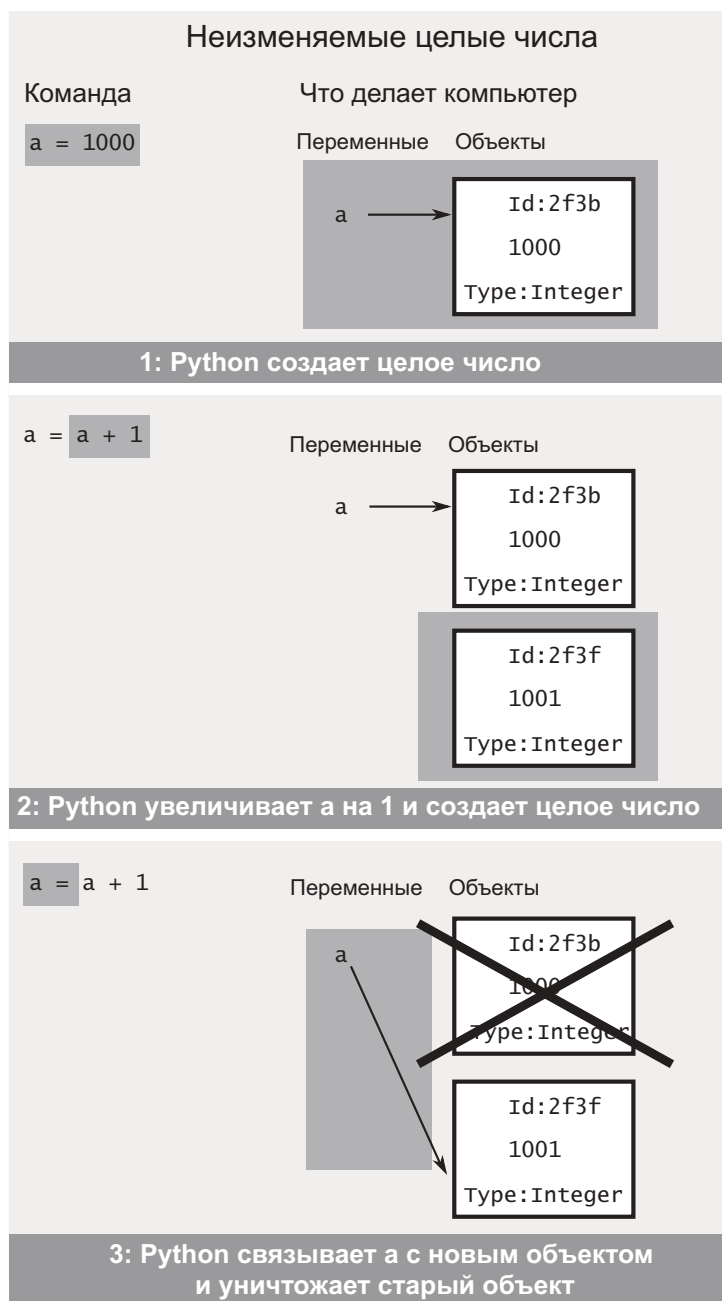 Неизменяемые целые числа
Команда Что делает компьютер
a = 1000 Переменные Объекты
Id:2f3b
a
1000
Type:Integer
1: Python создает целое число
a = a + 1
Переменные Объекты
Id:2f3b
a
1000
Type:Integer
Id:2f3f
1001
Type:Integer
2: Python увеличивает a на 1 и создает целое число
a = a + 1
Переменные Объекты
Id:2f3b
a
1000
Type:Integer
Id:2f3f
1001
Type:Integer
3: Python связывает a с новым объектом
и уничтожает старый объект